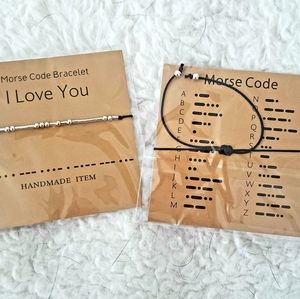 Morse Code Bracelet
I Love You
HANDMADE ITEM
Morse Code
A
B
C
D
E
F
G
H
I
J
K
L
M
N
O
P
Q
R
S
U
V
W
X
Y
Z